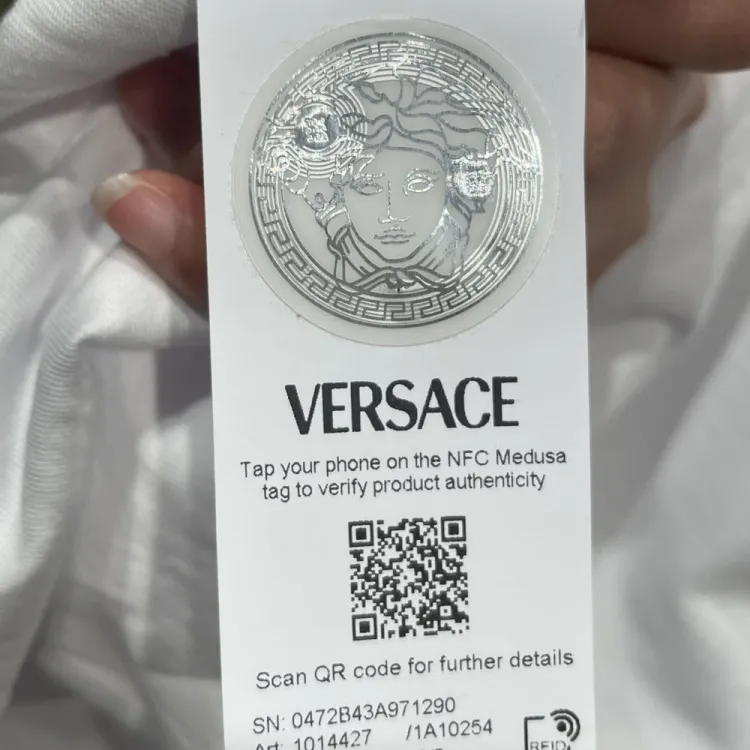 VERSACE
Tap your phone on the NFC Medusa
tag to verify product authenticity
Scan QR code for further details
SN: 0472B43A971290
Art: 1014427 /1A10254
RFID